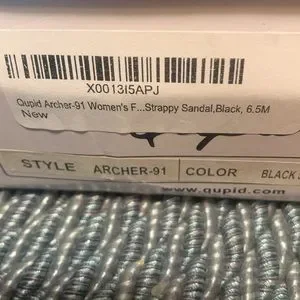 X0013I5APJ
Qupid Archer-91 Women's F...Strappy Sandal,Black, 6.5M
New
STYLE ARCHER-91 COLOR BLACK
www.qupid.com